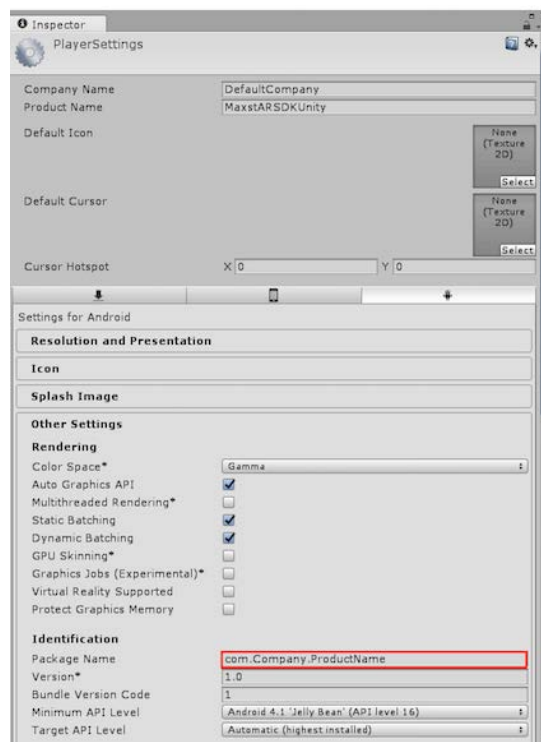 Inspector
PlayerSettings
Company Name DefaultCompany
Product Name MaxstARSDKUnity
Default Icon None (Texture 2D)
Select
Default Cursor None (Texture 2D)
Select
Cursor Hotspot X 0 Y 0
Settings for Android
Resolution and Presentation
Icon
Splash Image
Other Settings
Rendering
Color Space* Gamma
Auto Graphics API
Multithreaded Rendering*
Static Batching
Dynamic Batching
GPU Skinning*
Graphics Jobs (Experimental)*
Virtual Reality Supported
Protect Graphics Memory
Identification
Package Name com.Company.ProductName
Version* 1.0
Bundle Version Code 1
Minimum API Level Android 4.1 'Jelly Bean' (API level 16)
Target API Level Automatic (highest installed)